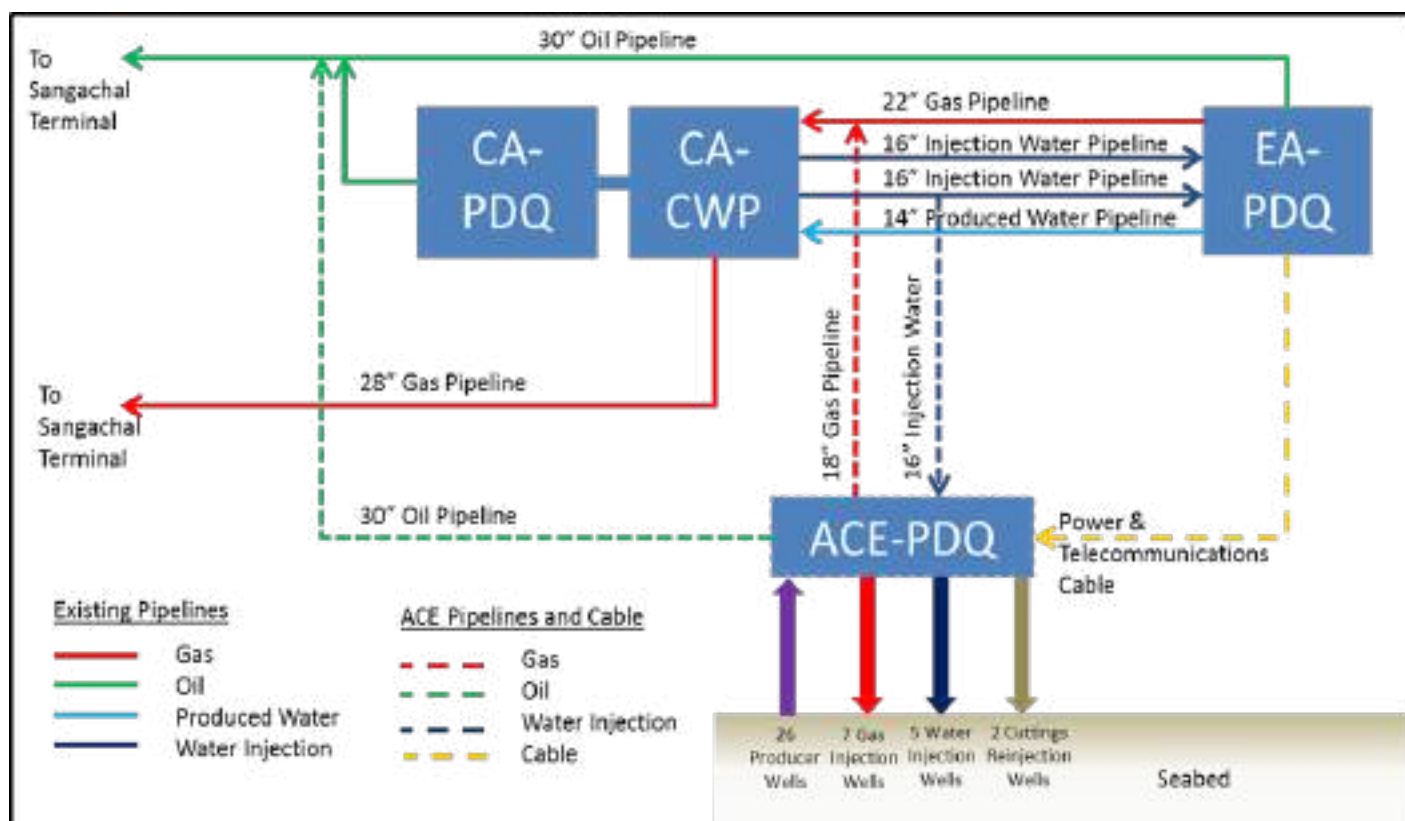 30" Oil Pipeline
To
Sangachal
Terminal
22" Gas Pipeline
CA-
PDQ
CA-
CWP
EA-
PDQ
16" Injection Water Pipeline
16" Injection Water Pipeline
14" Produced Water Pipeline
18" Gas Pipeline
16" Injection Water
28" Gas Pipeline
To
Sangachal
Terminal
30" Oil Pipeline
ACE-PDQ
Power &
Telecommunications
Cable
Existing Pipelines
Gas
Oil
Produced Water
Water Injection
ACE Pipelines and Cable
Gas
Oil
Water Injection
Cable
26
Producer
Wells
7 Gas
Injection
Wells
5 Water
Injection
Wells
2 Cuttings
Reinjection
Wells
Seabed